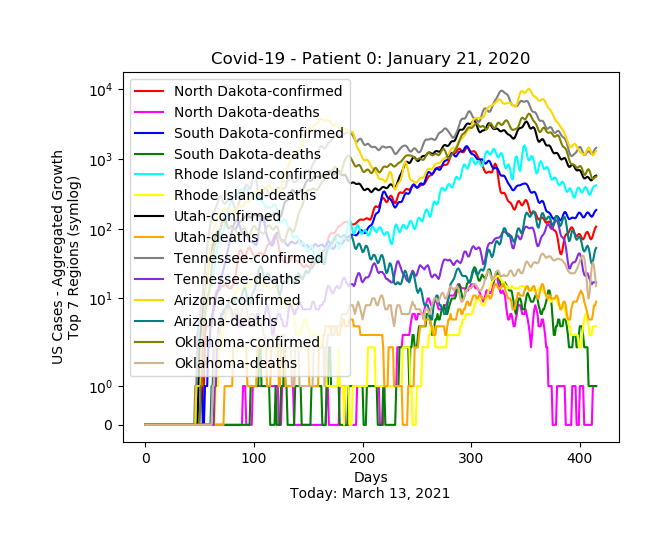 Covid-19 - Patient 0: January 21, 2020
10⁴
10³
10²
10¹
10⁰
0
US Cases - Aggregated Growth
Top 7 Regions (symlog)
North Dakota-confirmed
North Dakota-deaths
South Dakota-confirmed
South Dakota-deaths
Rhode Island-confirmed
Rhode Island-deaths
Utah-confirmed
Utah-deaths
Tennessee-confirmed
Tennessee-deaths
Arizona-confirmed
Arizona-deaths
Oklahoma-confirmed
Oklahoma-deaths
0 100 200 300 400
Days
Today: March 13, 2021